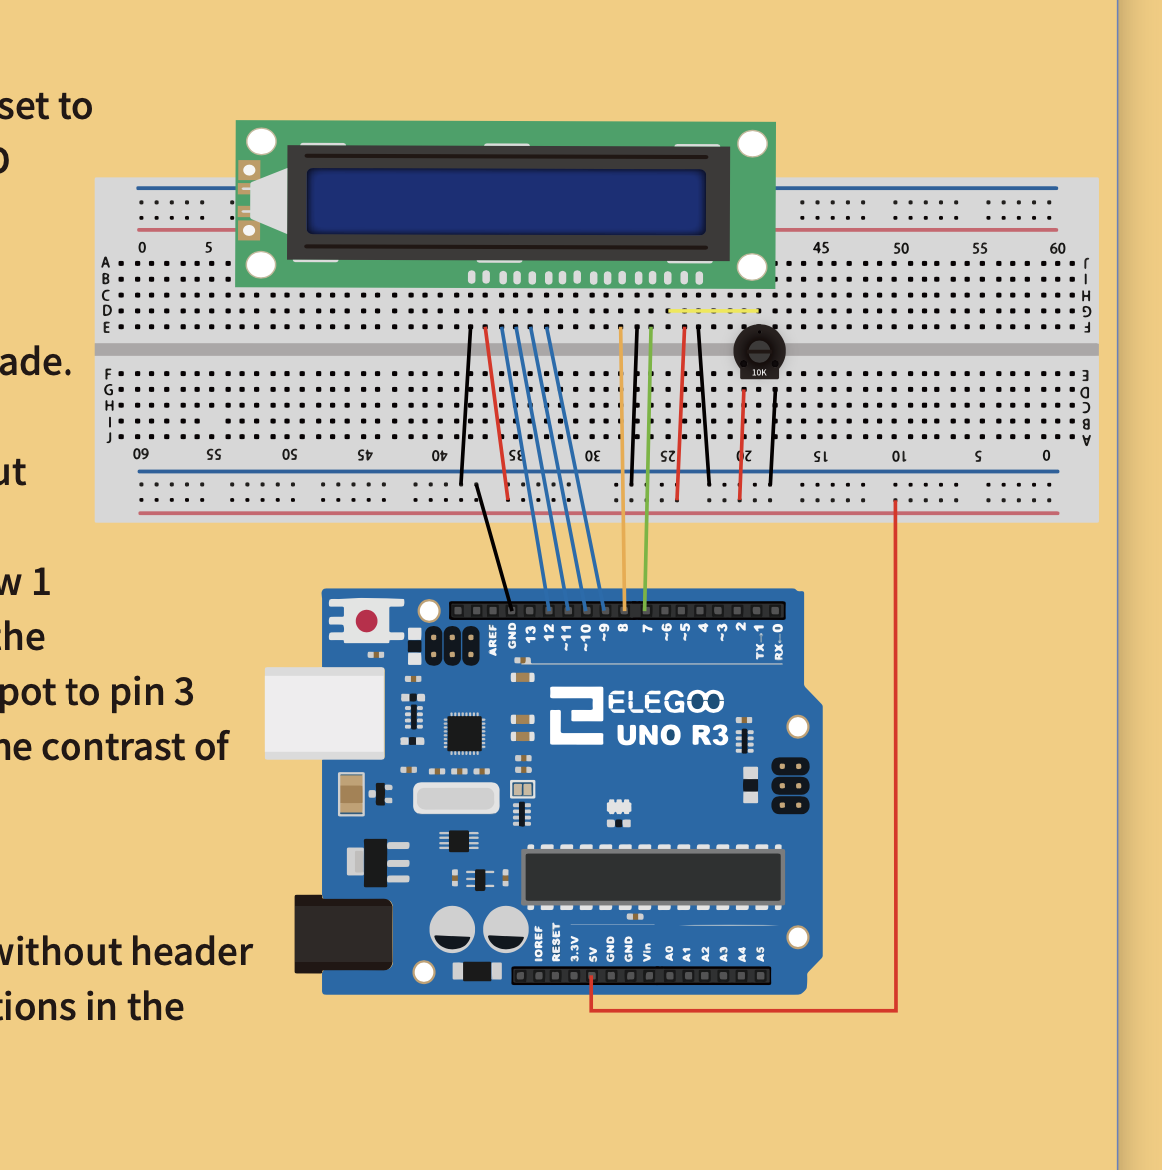 set to
ade.
ut
w 1
the
pot to pin 3
ne contrast of
without header
tions in the
0 5 45 50 55 60
A J
B I
C H
D G
E F
10K
F E
G D
H C
I B
J A
60 55 50 45 40 35 30 25 20 15 10 5 0
AREF GND 13 12 ~11 ~10 ~9 8 7 ~6 ~5 4 ~3 2 TX→1 RX←0
ELEGOO
UNO R3
IOREF RESET 3.3V 5V GND GND Vin A0 A1 A2 A3 A4 A5